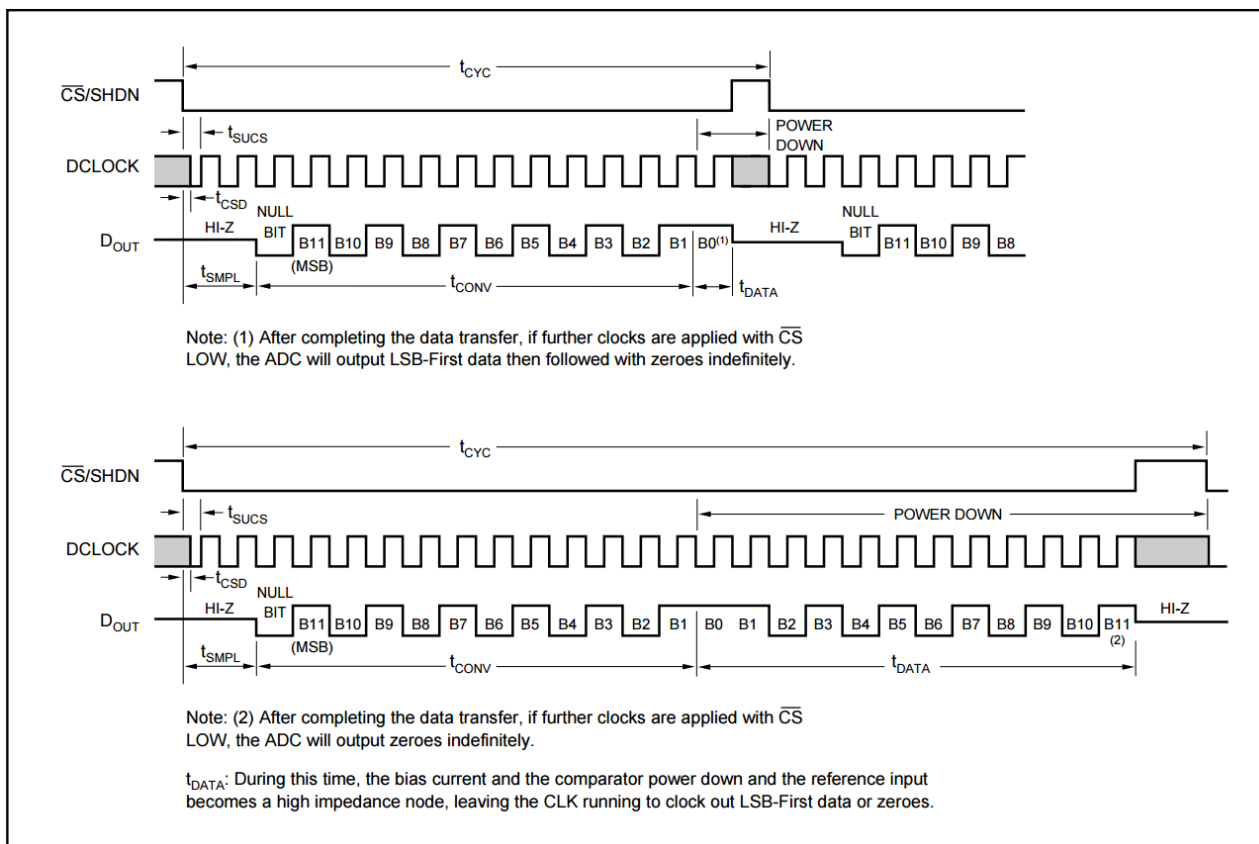 tCYC
CS/SHDN
tSUCS
POWER
DOWN
DCLOCK
tCSD
NULL
BIT
HI-Z
HI-Z
NULL
BIT
DOUT
B11 B10 B9 B8 B7 B6 B5 B4 B3 B2 B1 B0(1)
B11 B10 B9 B8
(MSB)
tSMPL
tCONV
tDATA
Note: (1) After completing the data transfer, if further clocks are applied with CS
LOW, the ADC will output LSB-First data then followed with zeroes indefinitely.
tCYC
CS/SHDN
tSUCS
POWER DOWN
DCLOCK
tCSD
NULL
BIT
HI-Z
HI-Z
DOUT
B11 B10 B9 B8 B7 B6 B5 B4 B3 B2 B1 B0 B1 B2 B3 B4 B5 B6 B7 B8 B9 B10 B11
(MSB)
(2)
tSMPL
tCONV
tDATA
Note: (2) After completing the data transfer, if further clocks are applied with CS
LOW, the ADC will output zeroes indefinitely.
tDATA: During this time, the bias current and the comparator power down and the reference input
becomes a high impedance node, leaving the CLK running to clock out LSB-First data or zeroes.